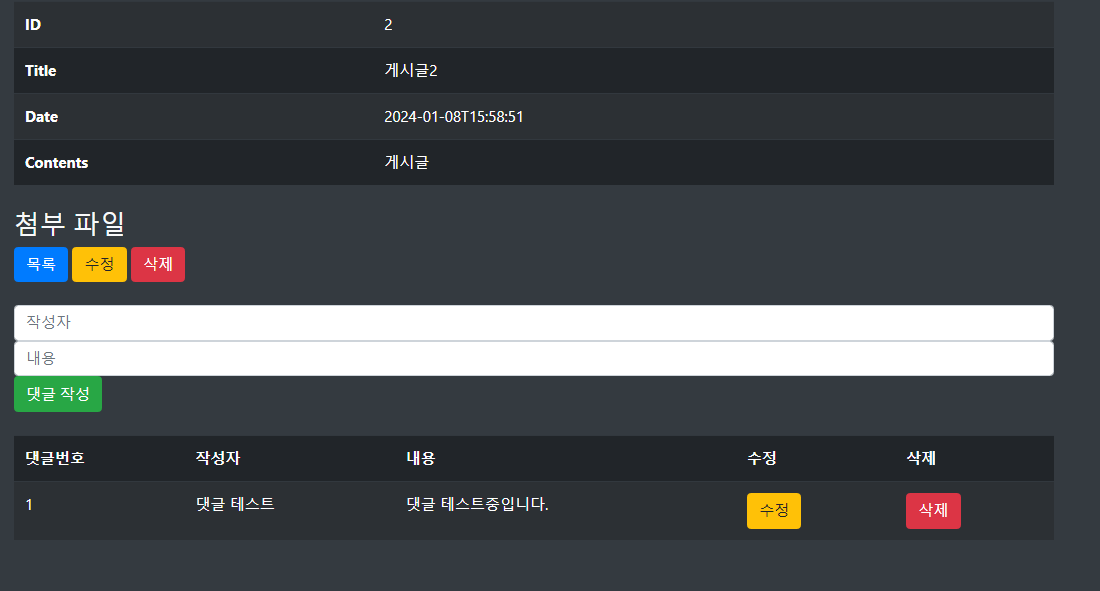 ID 2
Title 게시글2
Date 2024-01-08T15:58:51
Contents 게시글
첨부 파일
목록 수정 삭제
작성자
내용
댓글 작성
댓글번호 작성자 내용 수정 삭제
1 댓글 테스트 댓글 테스트중입니다. 수정 삭제